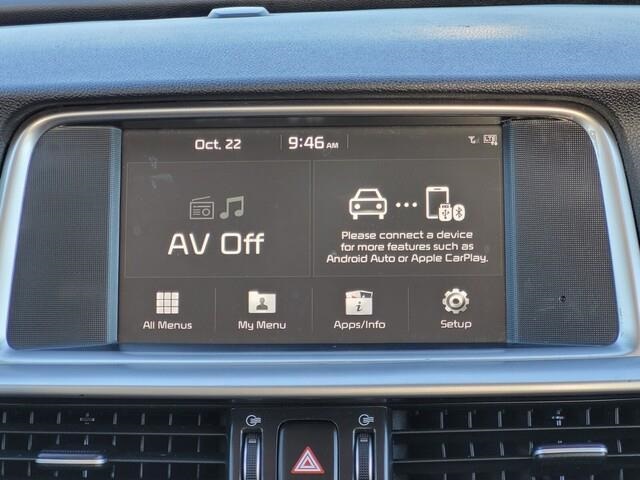 Oct. 22 9:46 AM
AV Off
Please connect a device
for more features such as
Android Auto or Apple CarPlay.
All Menus My Menu Apps/Info Setup